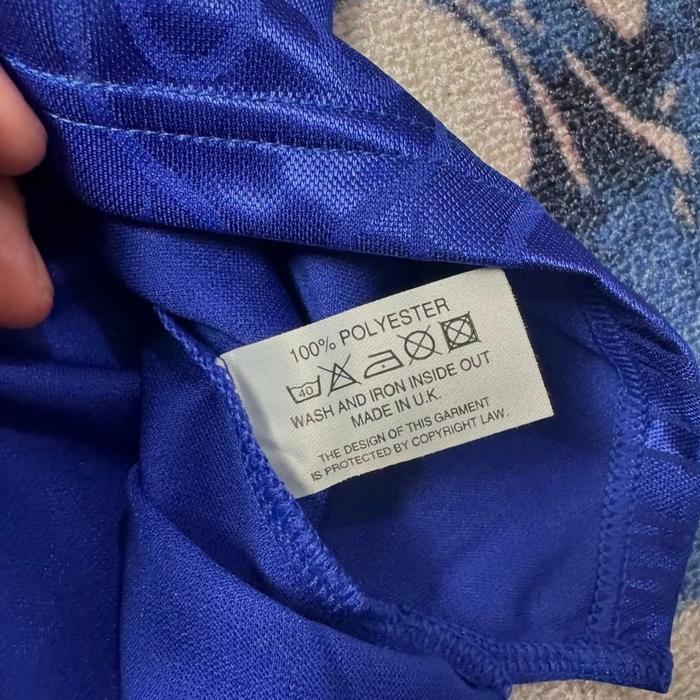 100% POLYESTER
40
WASH AND IRON INSIDE OUT
MADE IN U.K.
THE DESIGN OF THIS GARMENT
IS PROTECTED BY COPYRIGHT LAW.